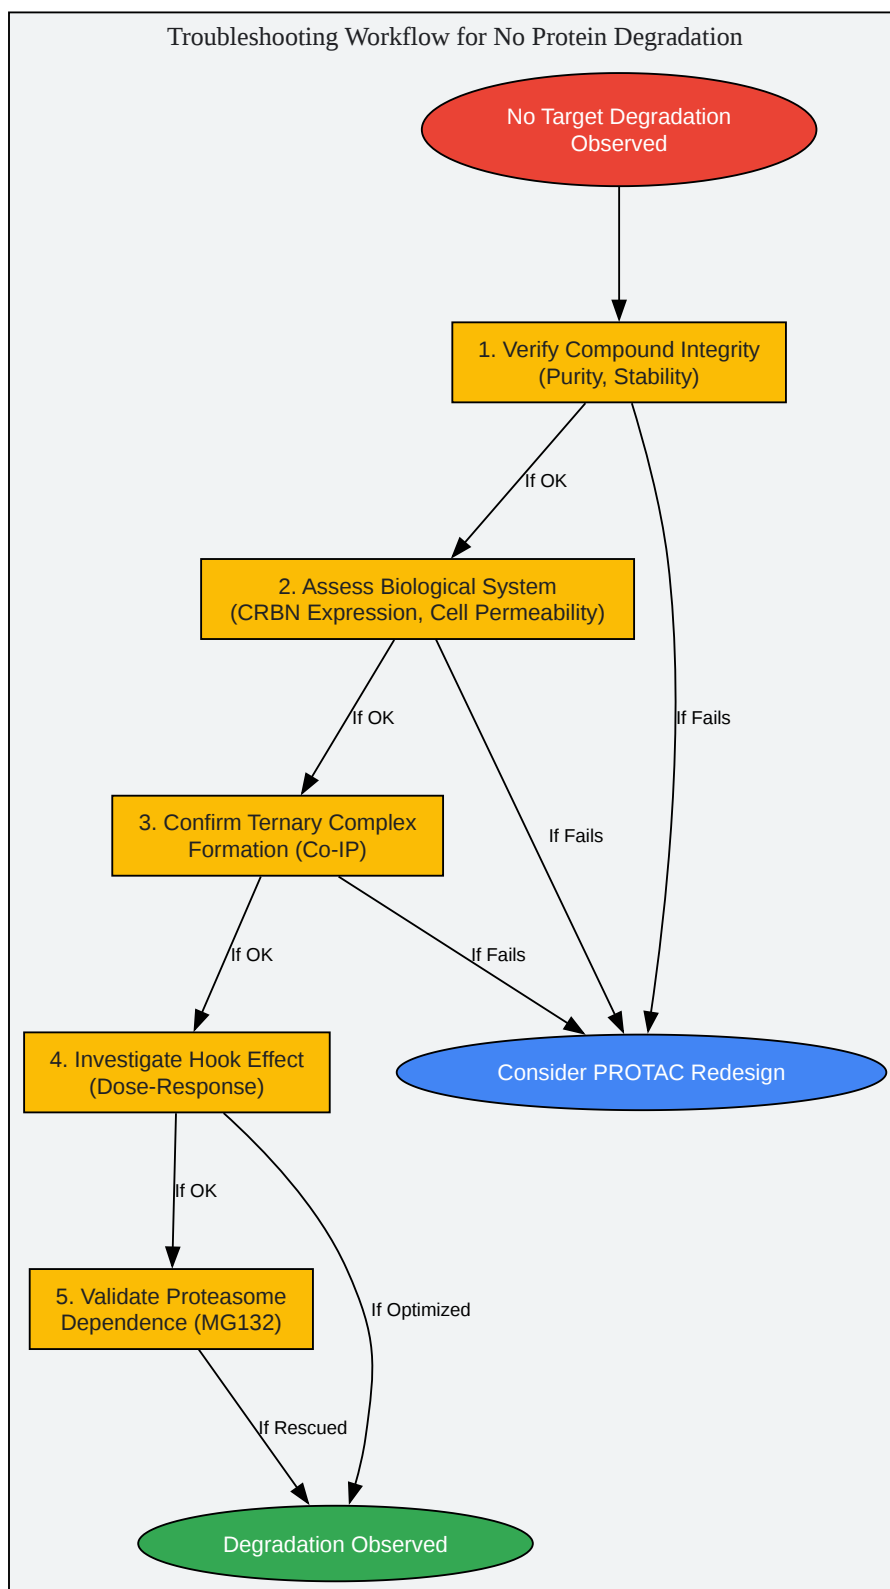 Troubleshooting Workflow for No Protein Degradation
No Target Degradation
Observed
1. Verify Compound Integrity
(Purity, Stability)
If OK
2. Assess Biological System
(CRBN Expression, Cell Permeability)
If OK
If Fails
3. Confirm Ternary Complex
Formation (Co-IP)
If Fails
If OK
If Fails
4. Investigate Hook Effect
(Dose-Response)
Consider PROTAC Redesign
If OK
5. Validate Proteasome
Dependence (MG132)
If Optimized
If Rescued
Degradation Observed